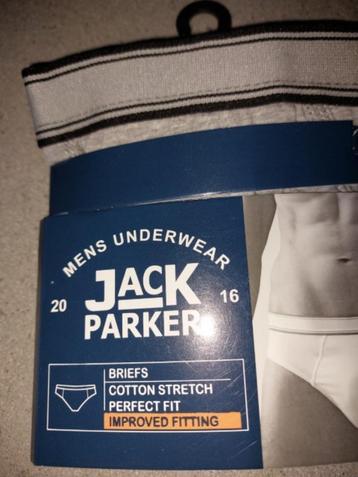 MENS UNDERWEAR
20 JACK 16
PARKER
BRIEFS
COTTON STRETCH
PERFECT FIT
IMPROVED FITTING